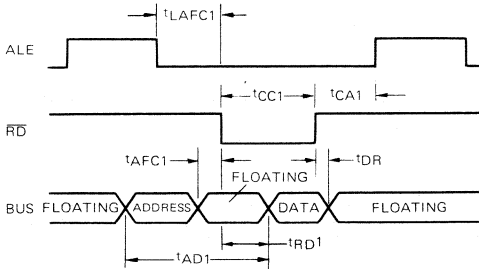 tLAFC1
ALE
tCC1
tCA1
RD
tAFC1
tDR
FLOATING
BUS FLOATING ADDRESS DATA FLOATING
tRD1
tAD1